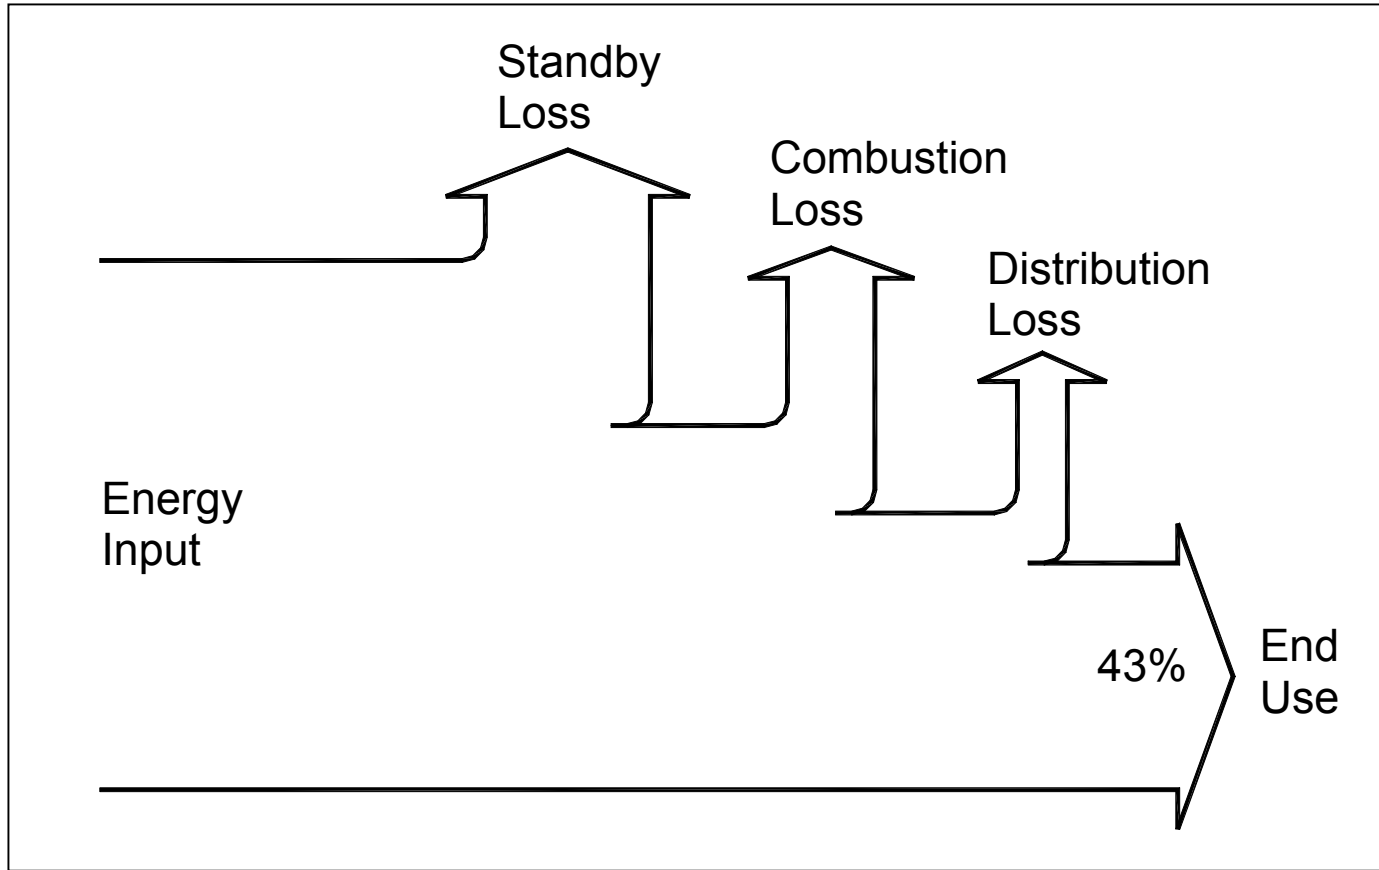 Standby
Loss
Combustion
Loss
Distribution
Loss
Energy
Input
43%
End
Use